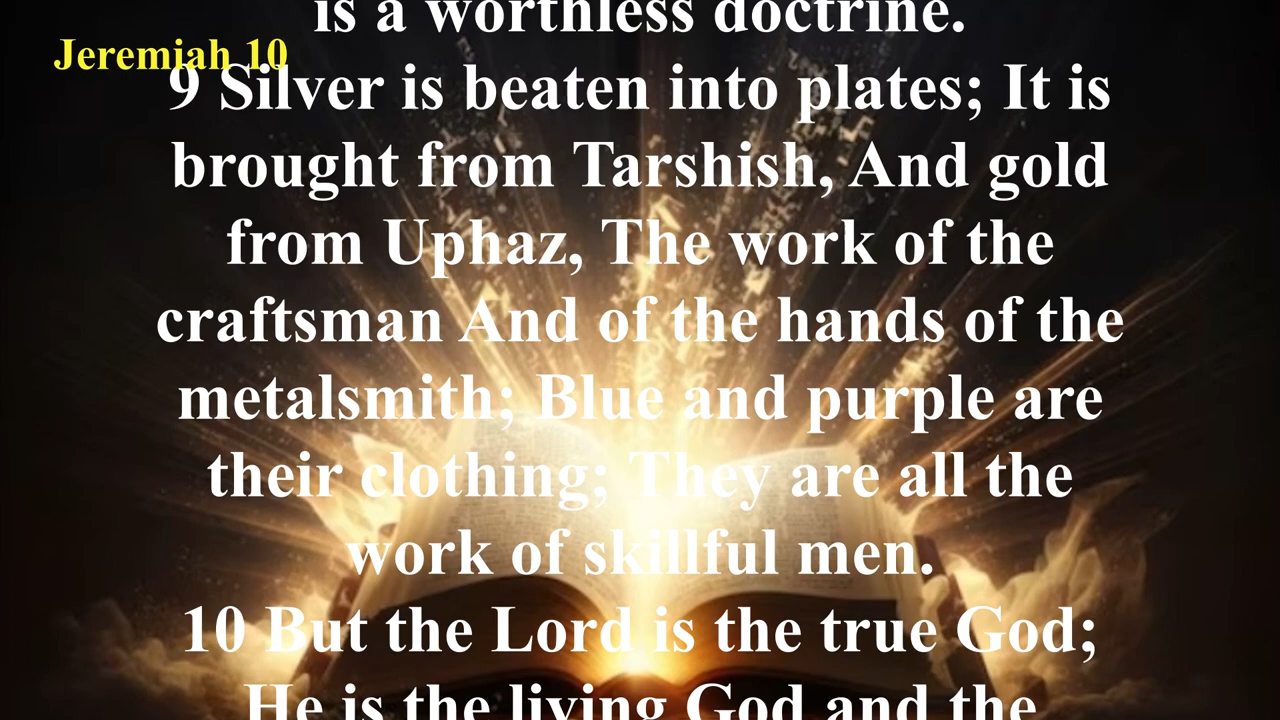 is a worthless doctrine.
Jeremiah 10
9 Silver is beaten into plates; It is
brought from Tarshish, And gold
from Uphaz, The work of the
craftsman And of the hands of the
metalsmith; Blue and purple are
their clothing; They are all the
work of skillful men.
10 But the Lord is the true God;
He is the living God and the